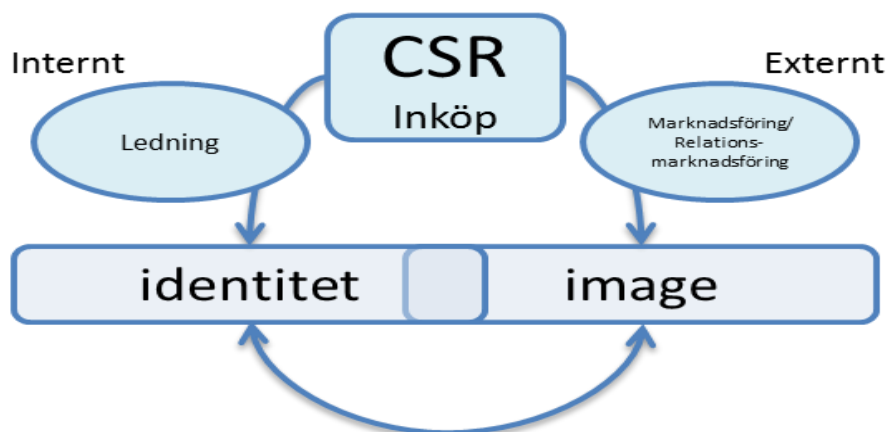 CSR
Inköp
Internt
Externt
Ledning
Marknadsföring/
Relations-
marknadsföring
identitet
image